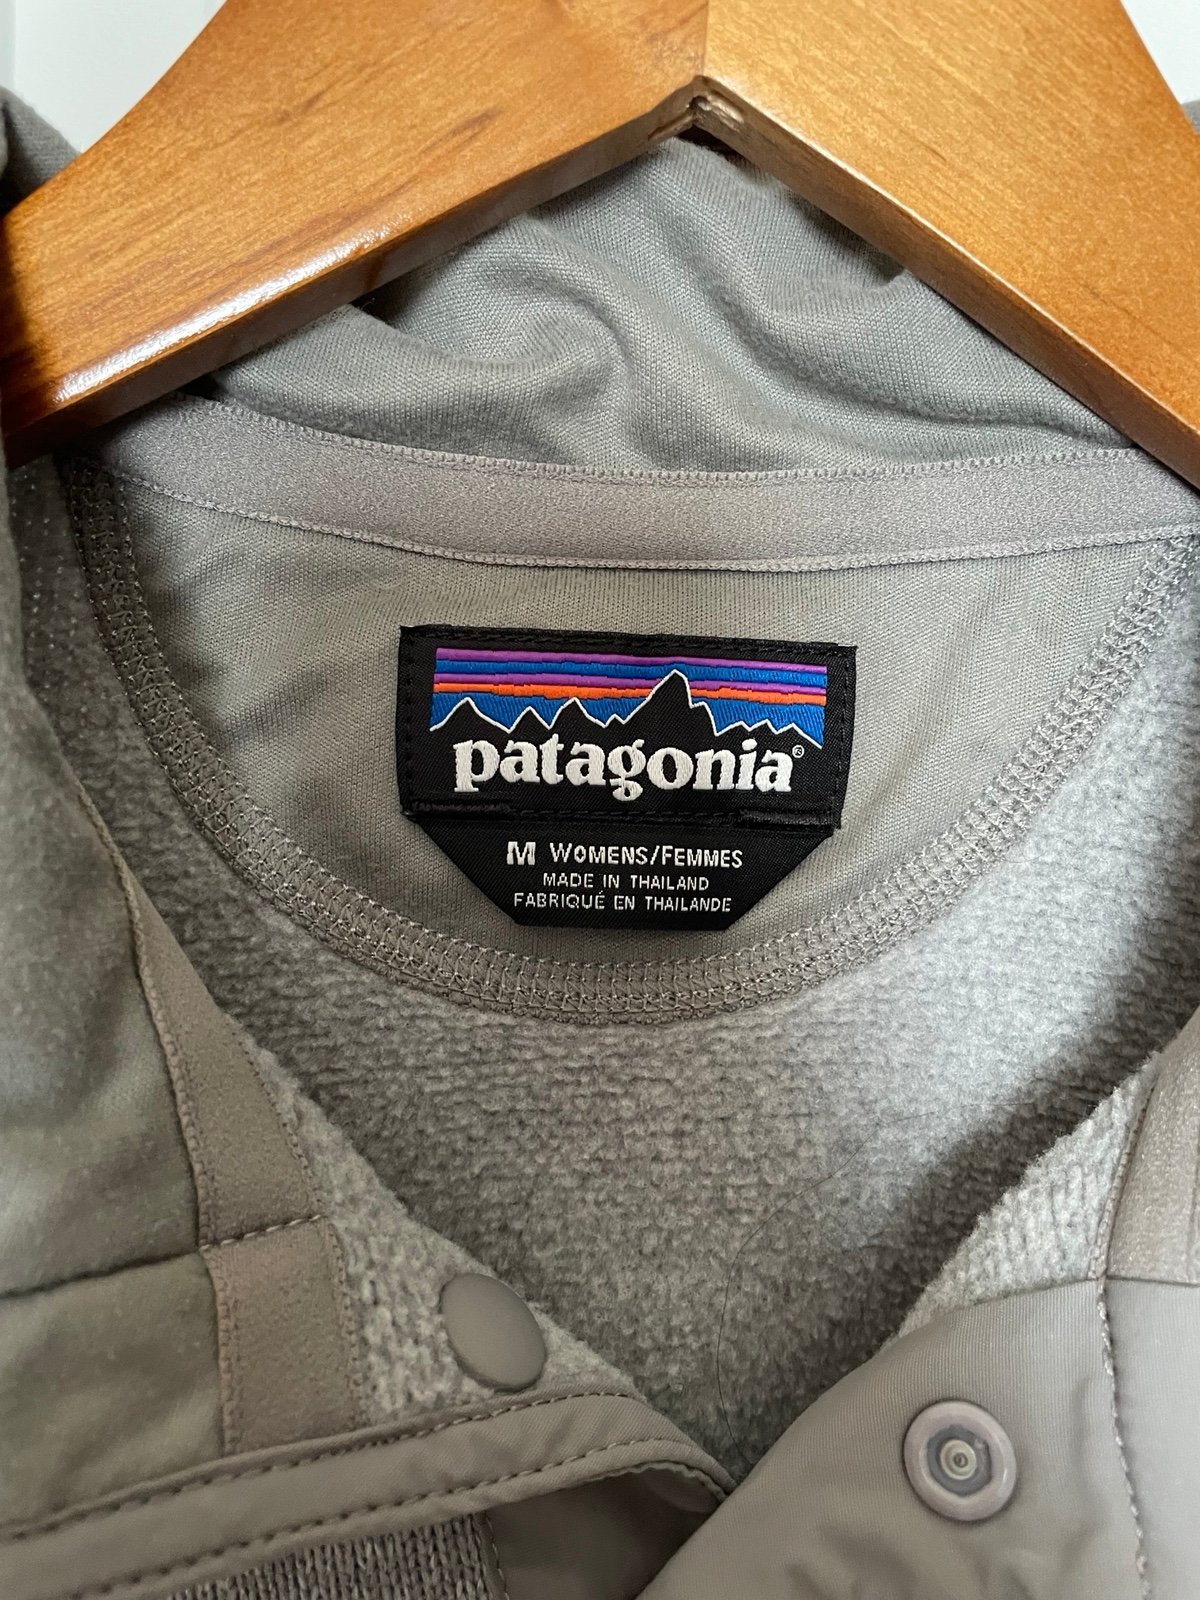 patagonia®
M WOMENS/FEMMES
MADE IN THAILAND
FABRIQUÉ EN THAILANDE